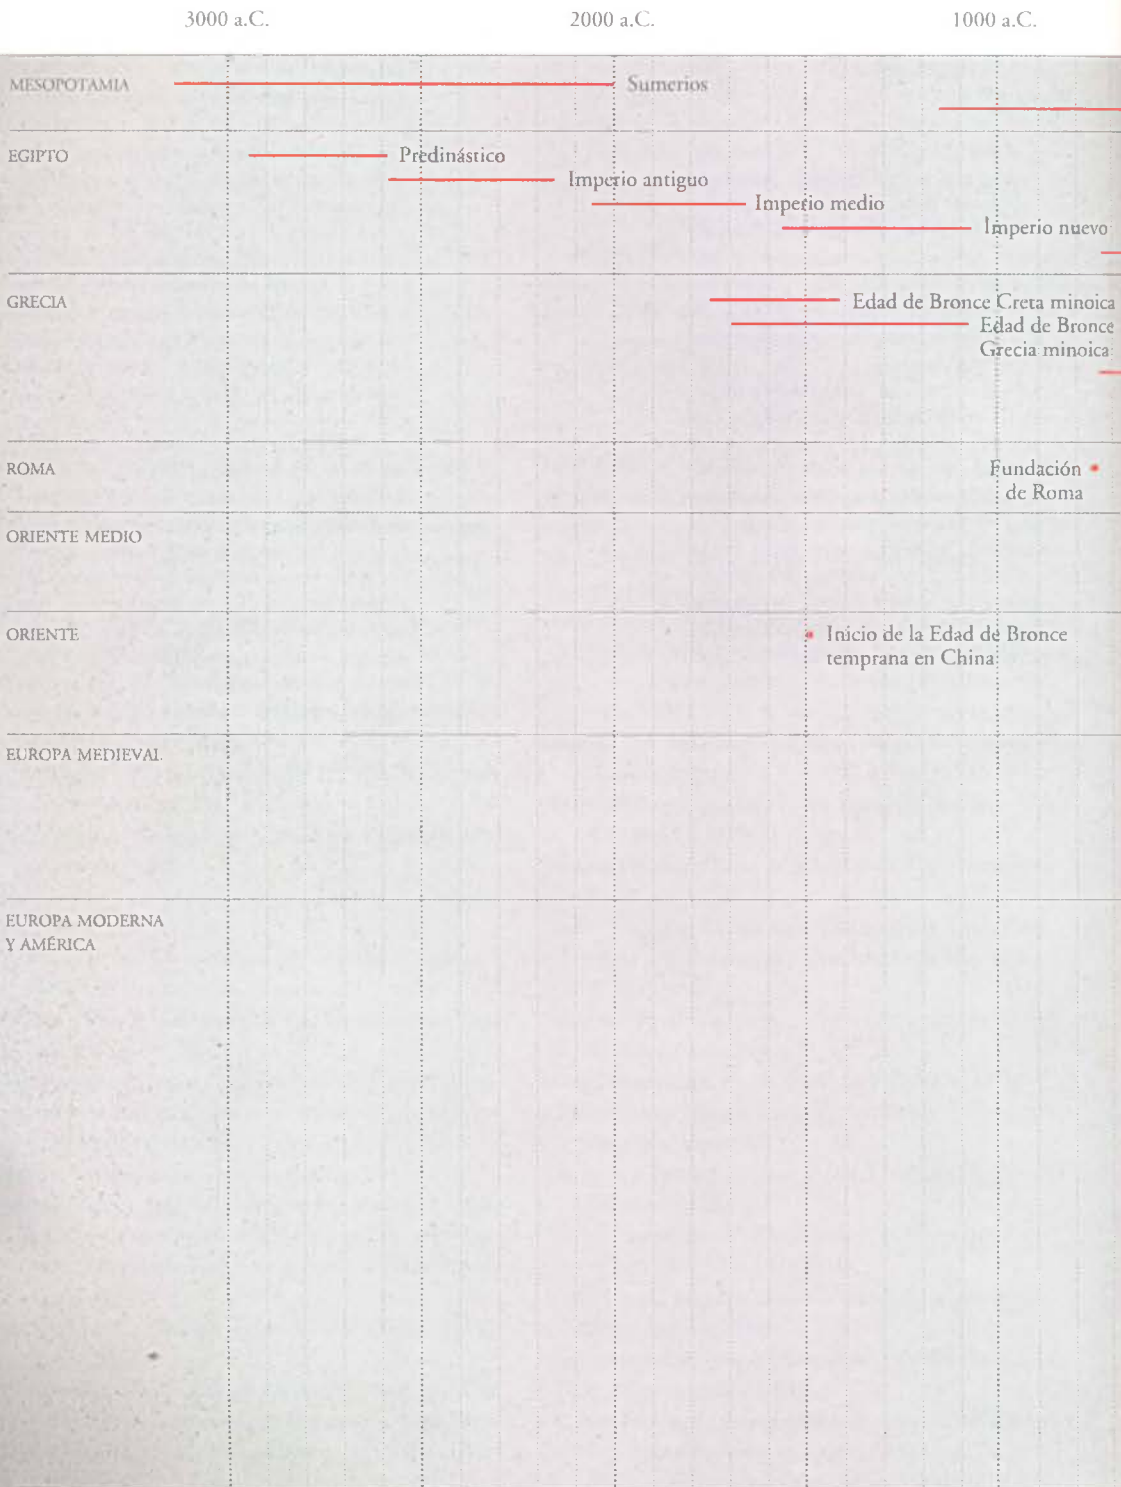 3000 a.C.
2000 a.C.
1000 a.C.
MESOPOTAMIA
Sumerios
EGIPTO
Predinástico
Imperio antiguo
Imperio medio
Imperio nuevo
GRECIA
Edad de Bronce Creta minoica
Edad de Bronce
Grecia minoica
ROMA
Fundación
de Roma
ORIENTE MEDIO
ORIENTE
Inicio de la Edad de Bronce
temprana en China
EUROPA MEDIEVAL
EUROPA MODERNA
Y AMÉRICA